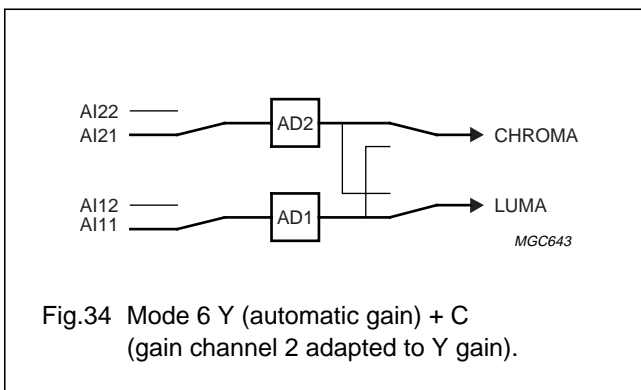 AI22
AI21
AD2
CHROMA
AI12
AI11
AD1
LUMA
MGC643
Fig.34 Mode 6 Y (automatic gain) + C
(gain channel 2 adapted to Y gain).